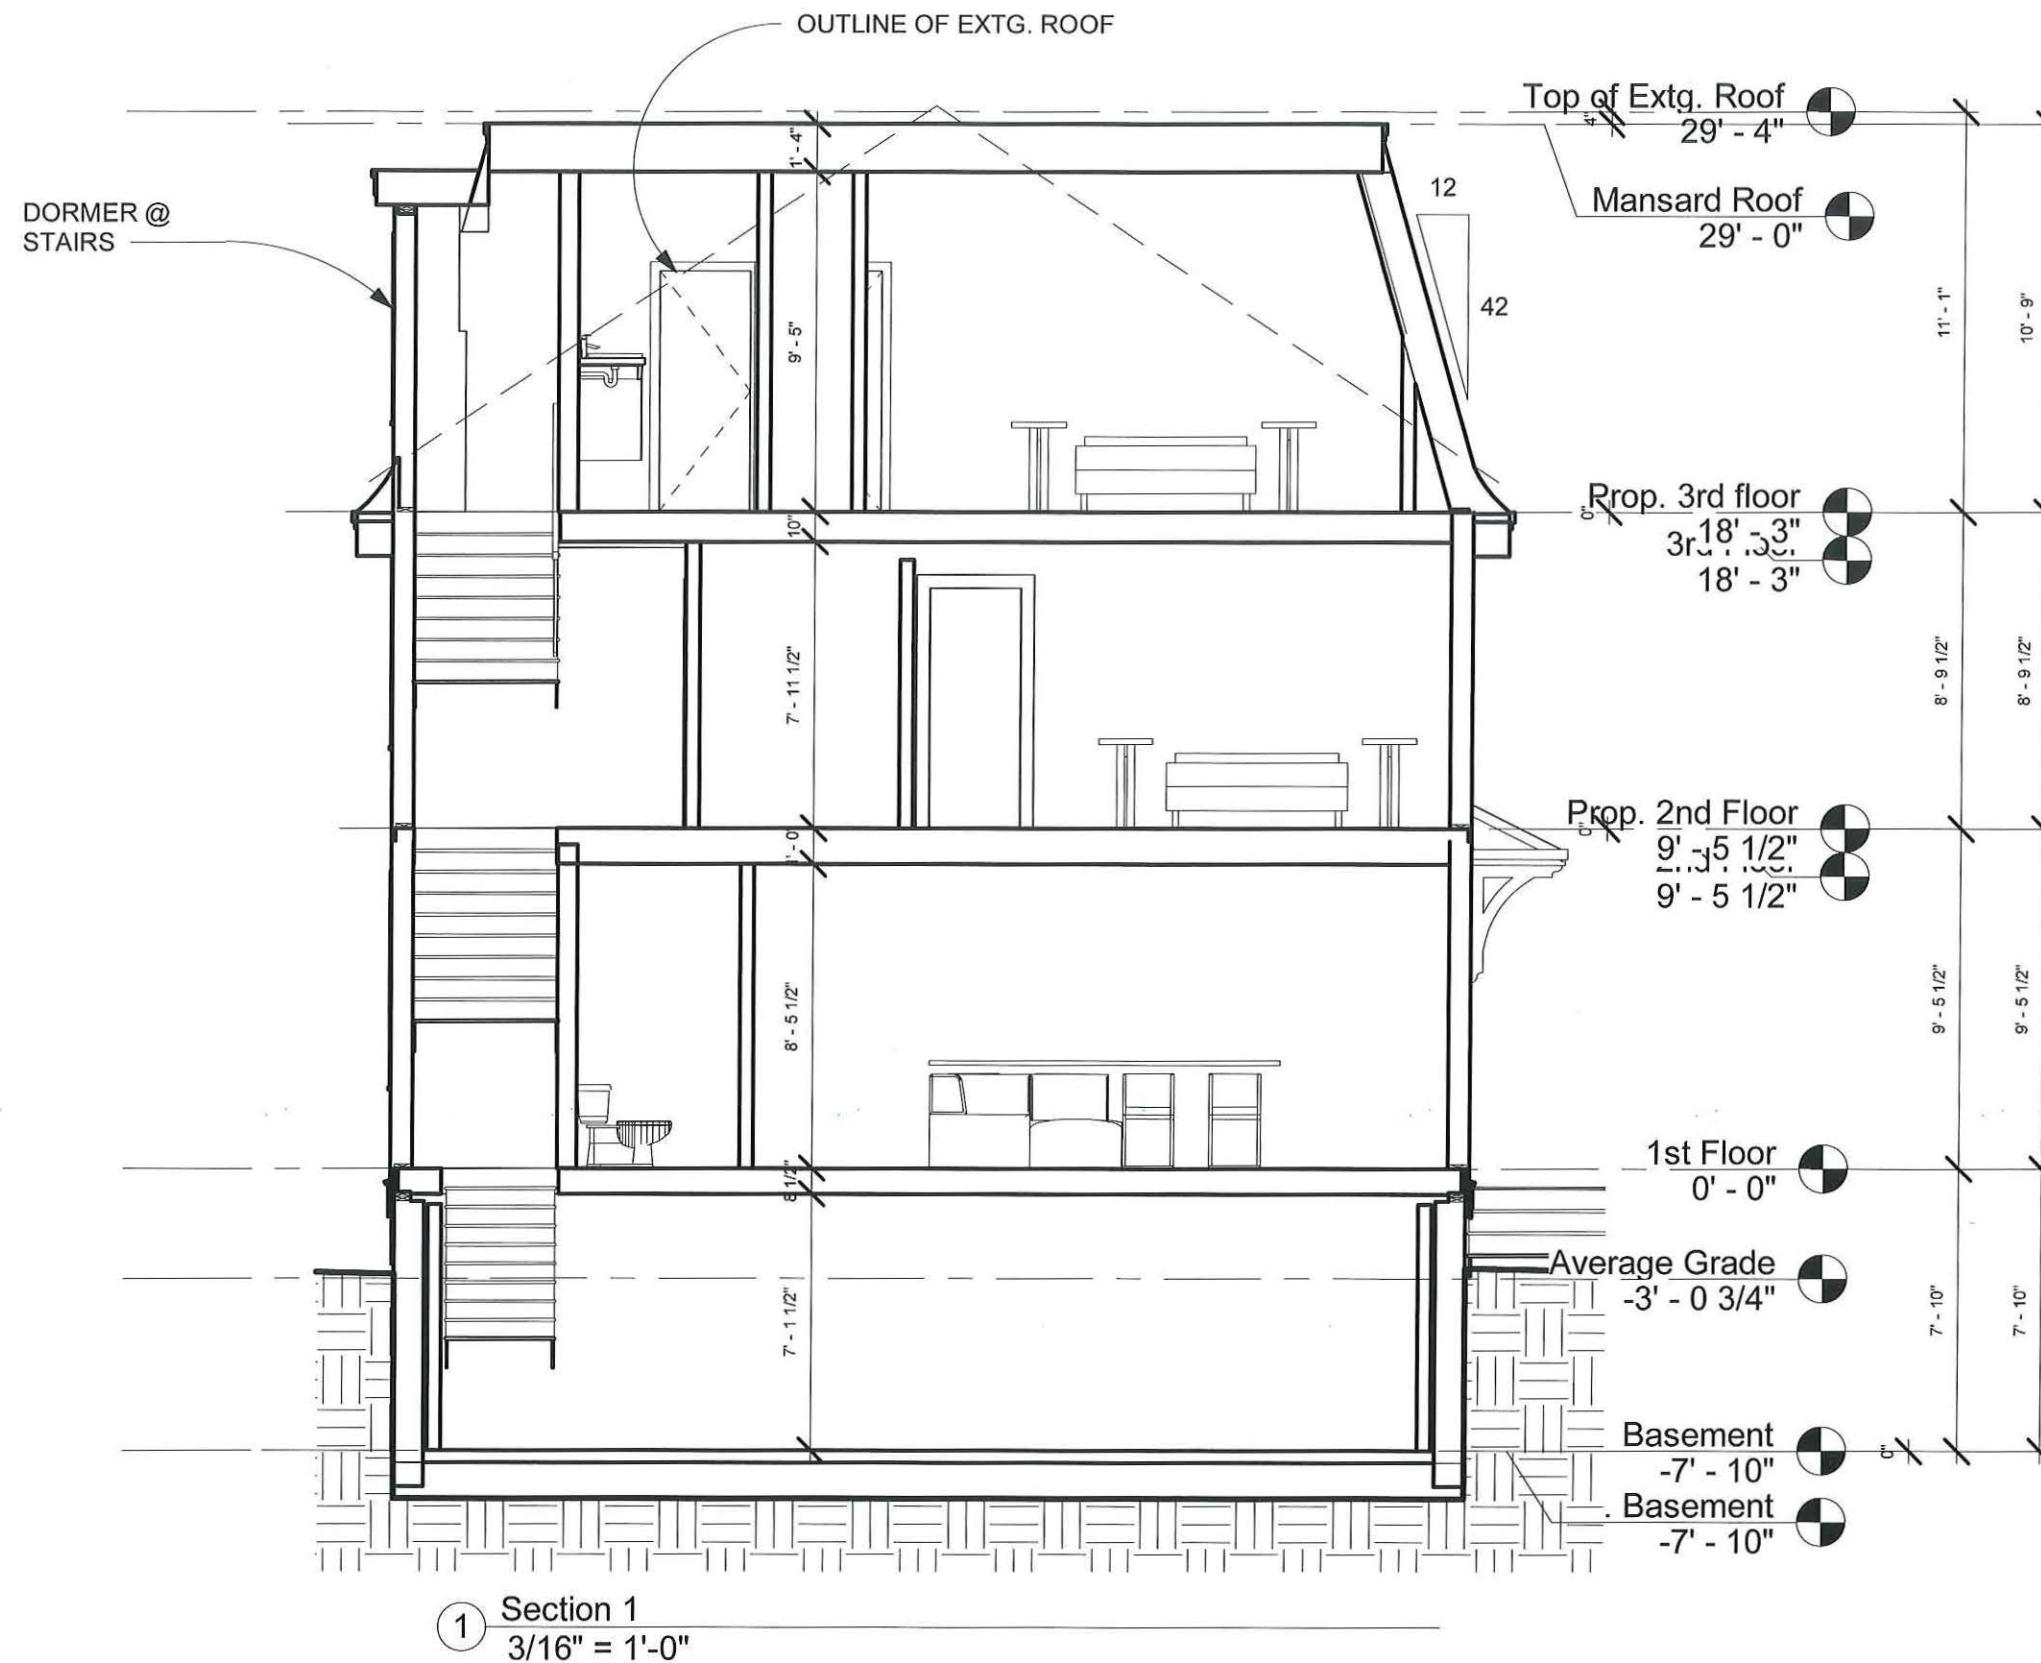 OUTLINE OF EXTG. ROOF
Top of Extg. Roof
29' - 4"
4"
1' - 4"
Mansard Roof
29' - 0"
12
42
DORMER @
STAIRS
9' - 5"
11' - 1"
10' - 9"
Prop. 3rd floor
18' - 3"
0"
18' - 3"
10"
7' - 11 1/2"
8' - 9 1/2"
8' - 9 1/2"
Prop. 2nd Floor
9' - 5 1/2"
0"
9' - 5 1/2"
8' - 5 1/2"
9' - 5 1/2"
9' - 5 1/2"
1st Floor
0' - 0"
8 1/2"
Average Grade
-3' - 0 3/4"
7' - 1 1/2"
7' - 10"
7' - 10"
Basement
-7' - 10"
0"
. Basement
-7' - 10"
1
Section 1
3/16" = 1'-0"